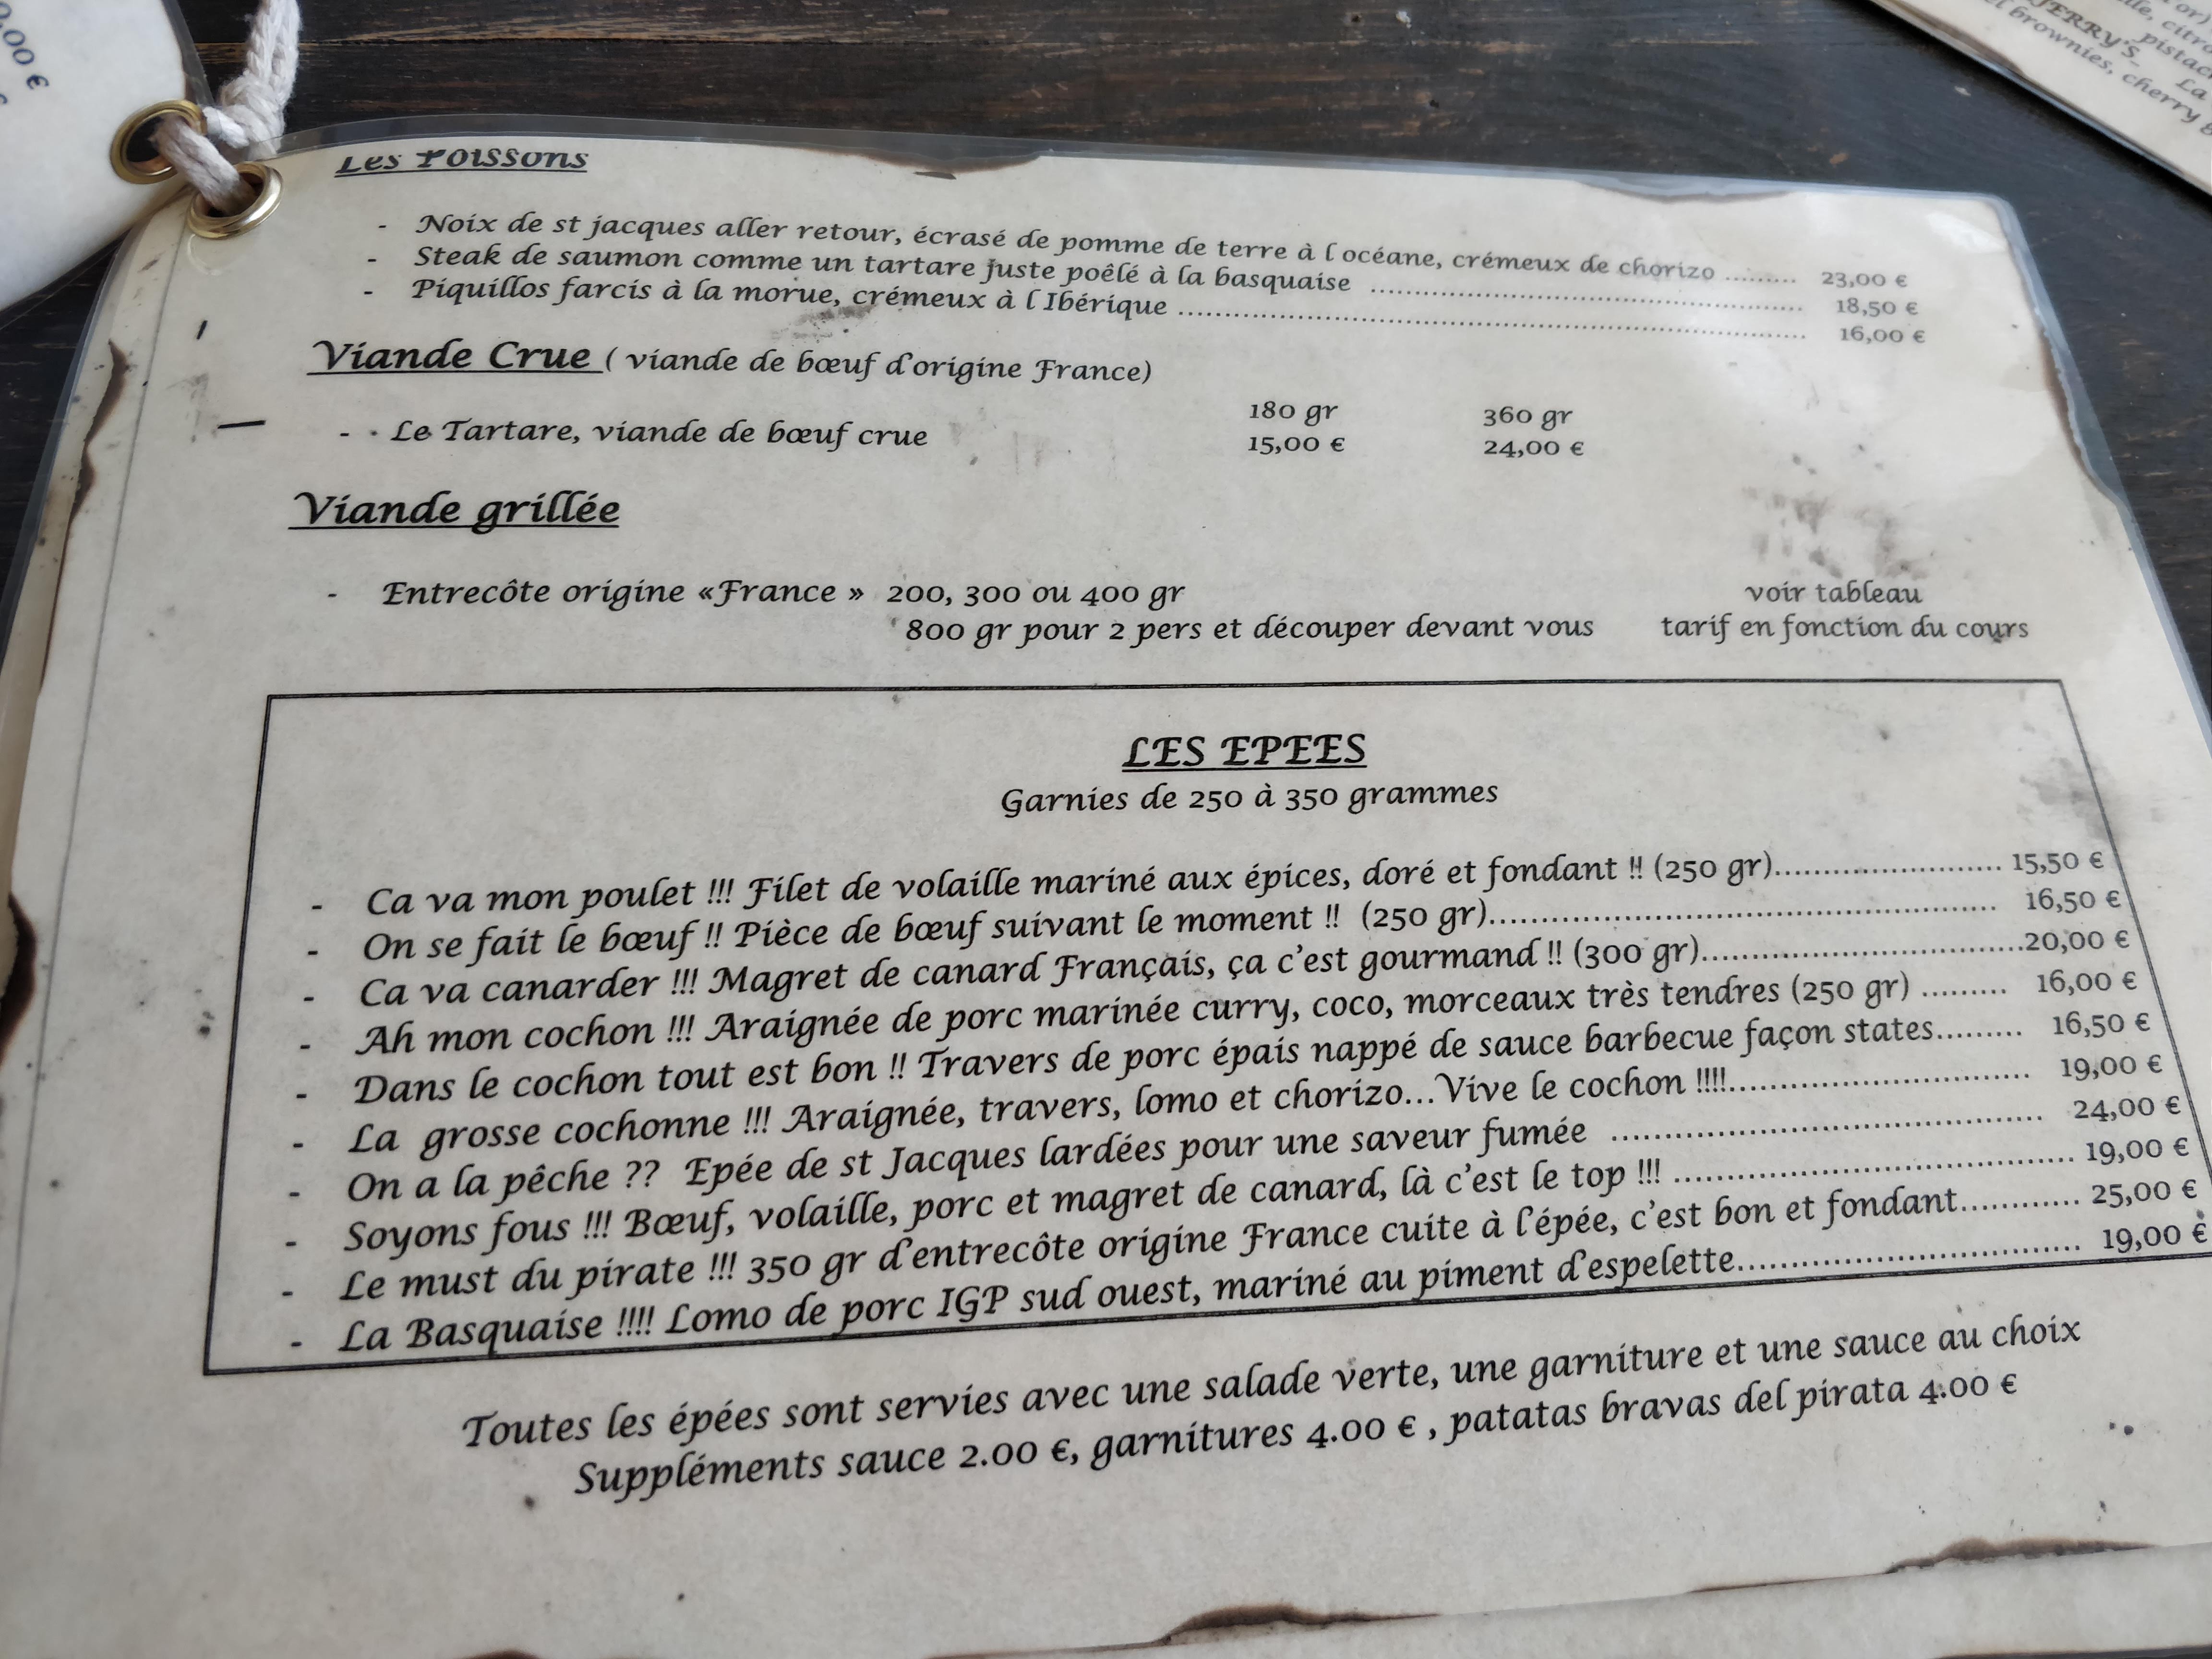 Les Poissons
- Noix de st jacques aller retour, écrasé de pomme de terre à l océane, crémeux de chorizo ......... 23,00 €
- Steak de saumon comme un tartare juste poêlé à la basquaise ......... 18,50 €
- Piquillos farcis à la morue, crémeux à l Ibérique ......... 16,00 €
Viande Crue ( viande de bœuf d'origine France)
180 gr 360 gr
- Le Tartare, viande de bœuf crue 15,00 € 24,00 €
Viande grillée
- Entrecôte origine «France » 200, 300 ou 400 gr voir tableau
800 gr pour 2 pers et découper devant vous tarif en fonction du cours
LES EPEES
Garnies de 250 à 350 grammes
- Ca va mon poulet !!! Filet de volaille mariné aux épices, doré et fondant !! (250 gr)......... 15,50 €
- On se fait le bœuf !! Pièce de bœuf suivant le moment !! (250 gr)......... 16,50 €
- Ca va canarder !!! Magret de canard Français, ça c'est gourmand !! (300 gr).........20,00 €
- Ah mon cochon !!! Araignée de porc marinée curry, coco, morceaux très tendres (250 gr) ......... 16,00 €
- Dans le cochon tout est bon !! Travers de porc épais nappé de sauce barbecue façon states......... 16,50 €
- La grosse cochonne !!! Araignée, travers, lomo et chorizo... Vive le cochon !!!!......... 19,00 €
- On a la pêche ?? Epée de st Jacques lardées pour une saveur fumée ......... 24,00 €
- Soyons fous !!! Bœuf, volaille, porc et magret de canard, là c'est le top !!! ......... 19,00 €
- Le must du pirate !!! 350 gr d'entrecôte origine France cuite à l'épée, c'est bon et fondant......... 25,00 €
- La Basquaise !!!! Lomo de porc IGP sud ouest, mariné au piment d'espelette......... 19,00 €
Toutes les épées sont servies avec une salade verte, une garniture et une sauce au choix
Suppléments sauce 2.00 €, garnitures 4.00 € , patatas bravas del pirata 4.00 €
,00 €
JERRY'S
La
brownies, cherry